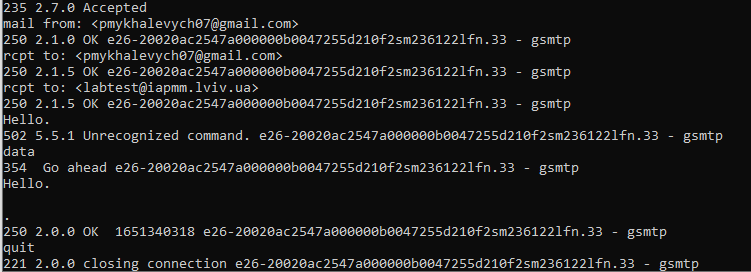 235 2.7.0 Accepted
mail from: <pmykhalevych07@gmail.com>
250 2.1.0 OK e26-20020ac2547a000000b0047255d210f2sm236122lfn.33 - gsmtp
rcpt to: <pmykhalevych07@gmail.com>
250 2.1.5 OK e26-20020ac2547a000000b0047255d210f2sm236122lfn.33 - gsmtp
rcpt to: <labtest@iapmm.lviv.ua>
250 2.1.5 OK e26-20020ac2547a000000b0047255d210f2sm236122lfn.33 - gsmtp
Hello.
502 5.5.1 Unrecognized command. e26-20020ac2547a000000b0047255d210f2sm236122lfn.33 - gsmtp
data
354  Go ahead e26-20020ac2547a000000b0047255d210f2sm236122lfn.33 - gsmtp
Hello.

.
250 2.0.0 OK  1651340318 e26-20020ac2547a000000b0047255d210f2sm236122lfn.33 - gsmtp
quit
221 2.0.0 closing connection e26-20020ac2547a000000b0047255d210f2sm236122lfn.33 - gsmtp